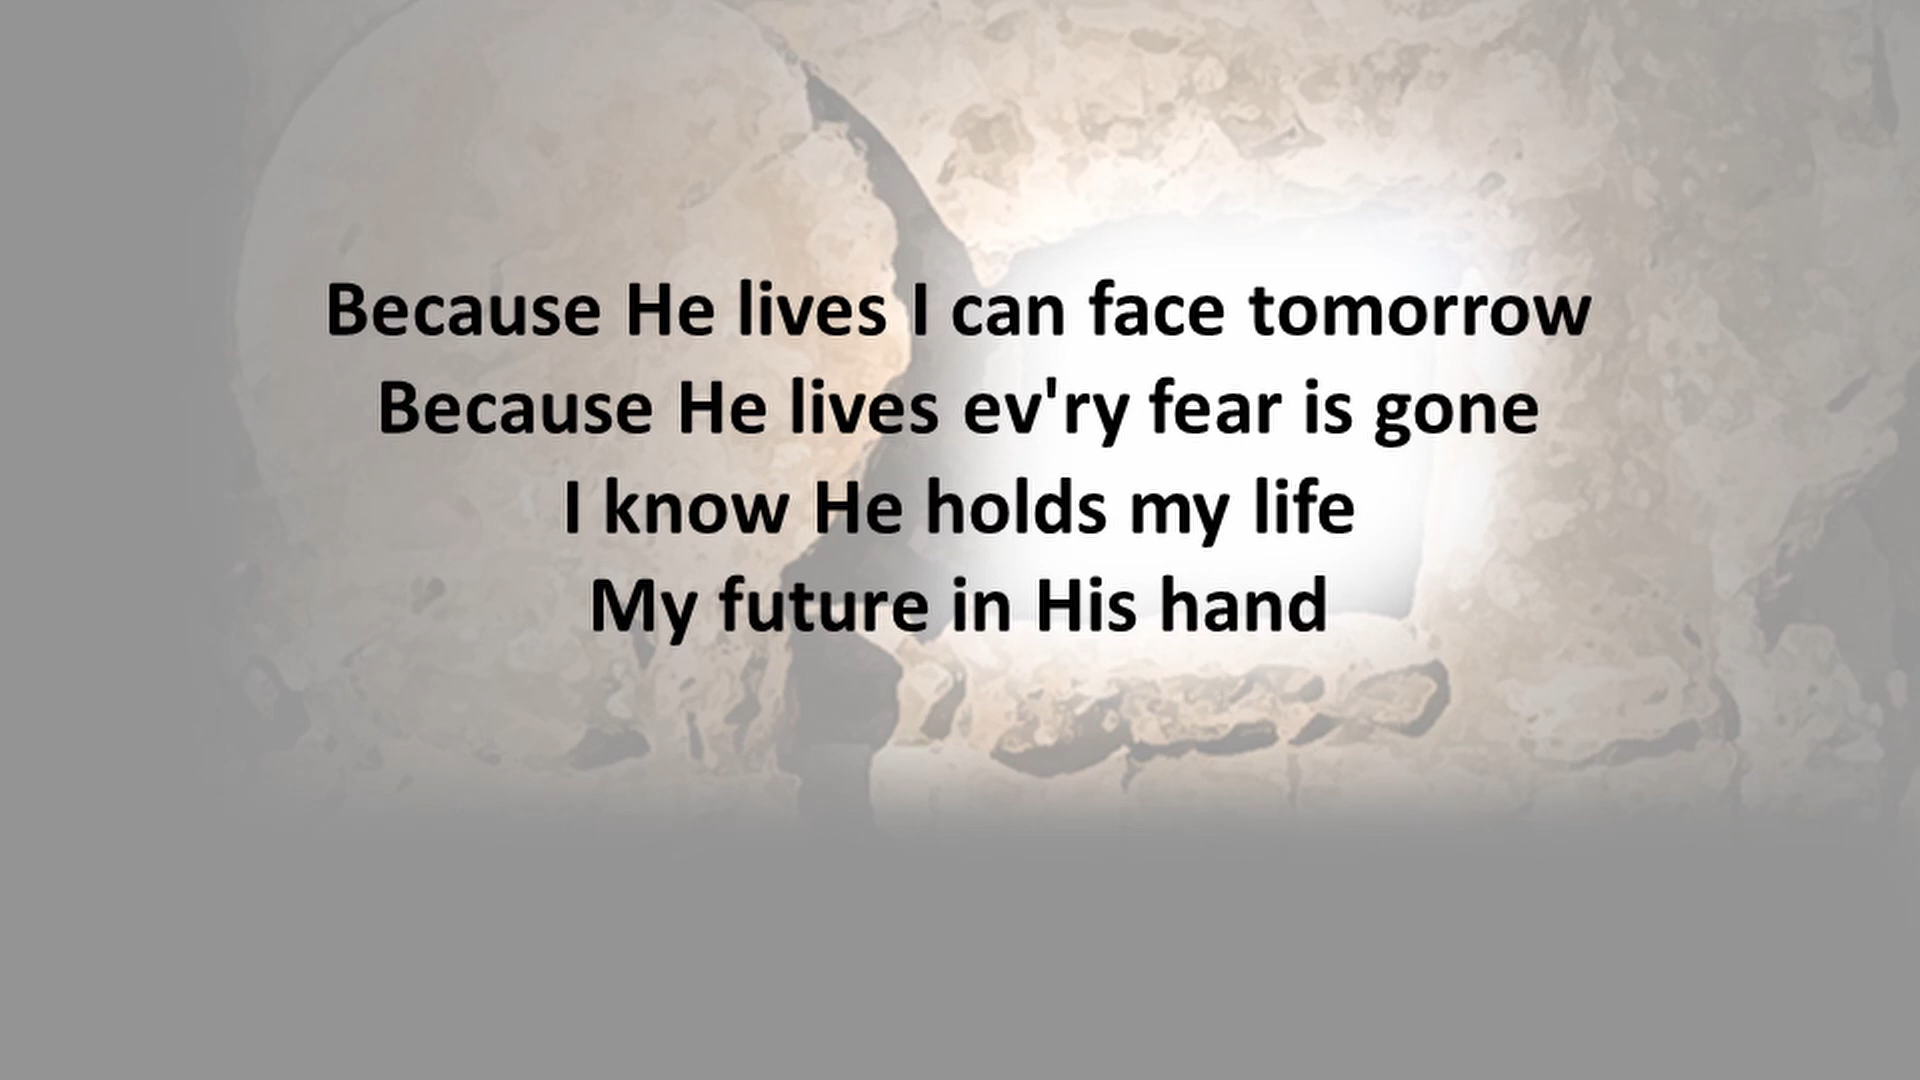 Because He lives I can face tomorrow
Because He lives ev'ry fear is gone
I know He holds my life
My future in His hand